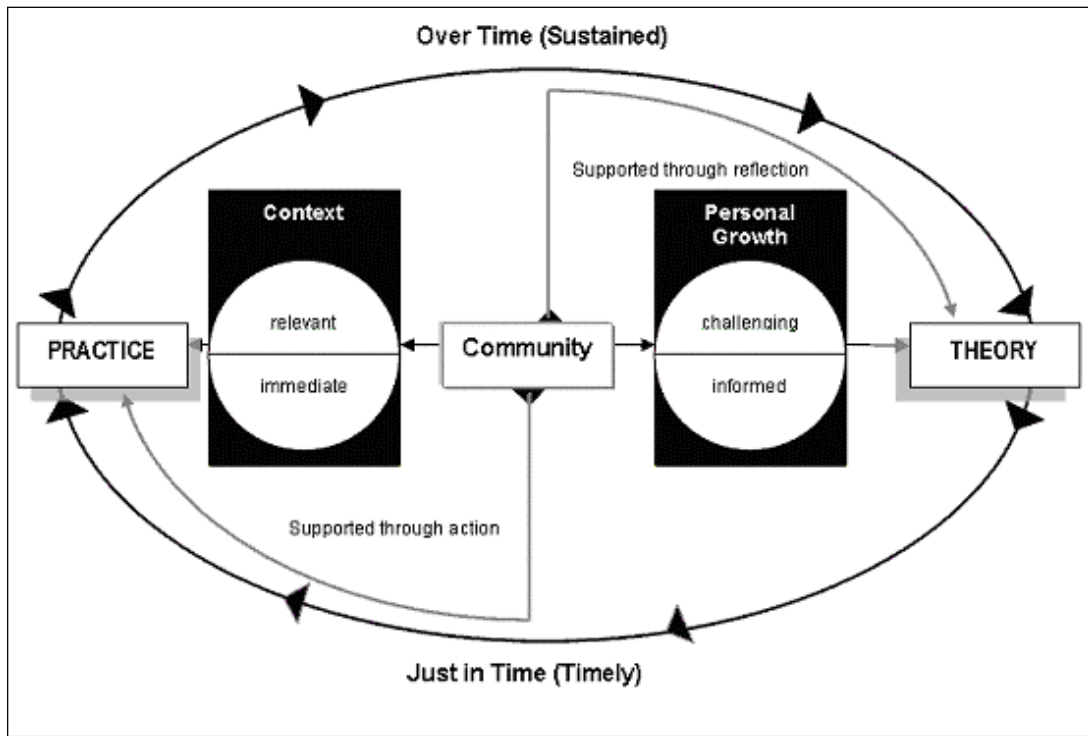 Over Time (Sustained)
Supported through reflection
Context
Personal
Growth
relevant
challenging
PRACTICE
Community
THEORY
immediate
informed
Supported through action
Just in Time (Timely)